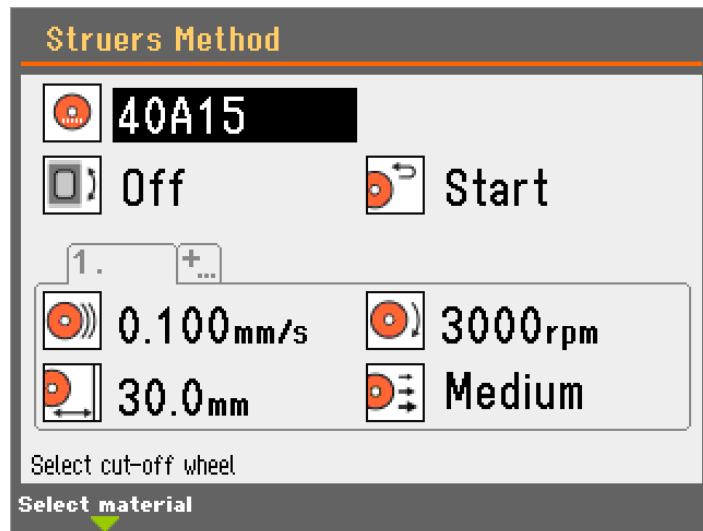 Struers Method
40A15
Off Start
1. +...
0.100mm/s 3000rpm
30.0mm Medium
Select cut-off wheel
Select material